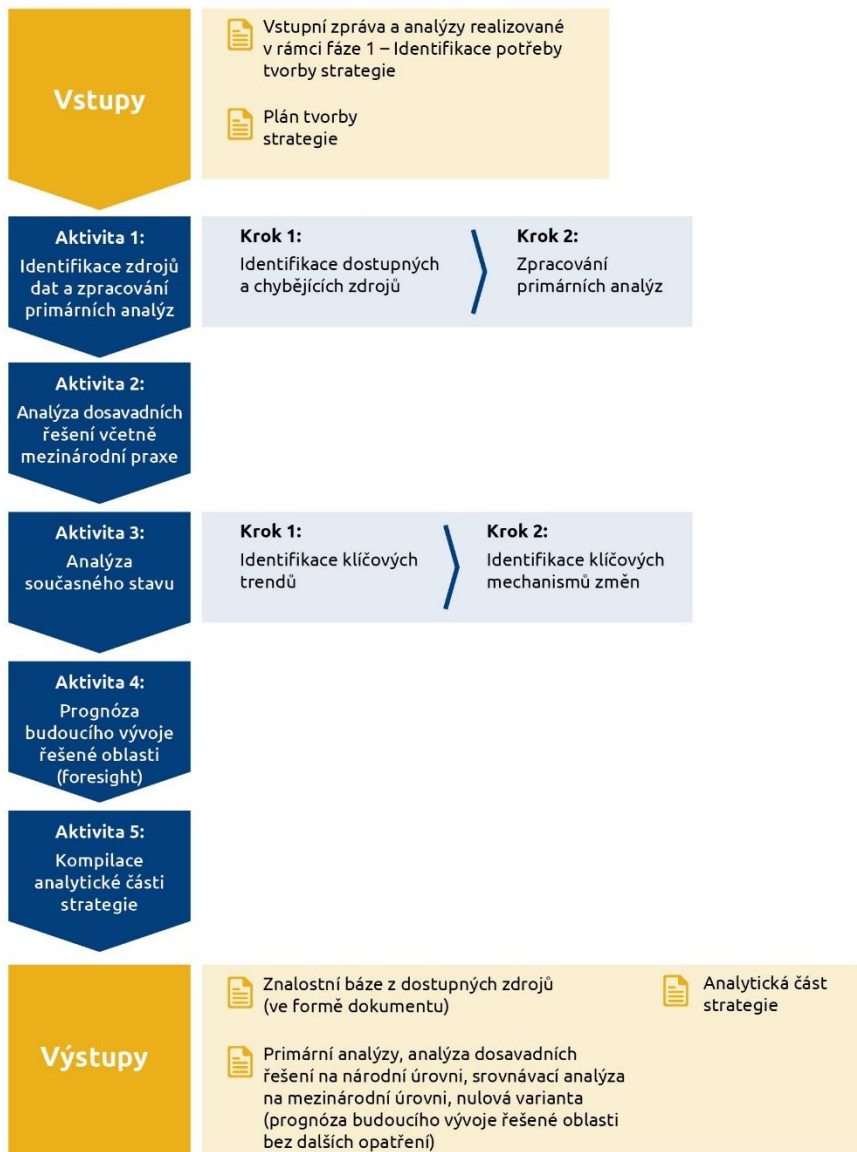 Vstupy
Vstupní zpráva a analýzy realizované
v rámci fáze 1 – Identifikace potřeby
tvorby strategie
Plán tvorby
strategie
Aktivita 1:
Identifikace zdrojů
dat a zpracování
primárních analýz
Krok 1:
Identifikace dostupných
a chybějících zdrojů
Krok 2:
Zpracování
primárních analýz
Aktivita 2:
Analýza dosavadních
řešení včetně
mezinárodní praxe
Aktivita 3:
Analýza
současného stavu
Krok 1:
Identifikace klíčových
trendů
Krok 2:
Identifikace klíčových
mechanismů změn
Aktivita 4:
Prognóza
budoucího vývoje
řešené oblasti
(foresight)
Aktivita 5:
Kompilace
analytické části
strategie
Výstupy
Znalostní báze z dostupných zdrojů
(ve formě dokumentu)
Primární analýzy, analýza dosavadních
řešení na národní úrovni, srovnávací analýza
na mezinárodní úrovni, nulová varianta
(prognóza budoucího vývoje řešené oblasti
bez dalších opatření)
Analytická část
strategie